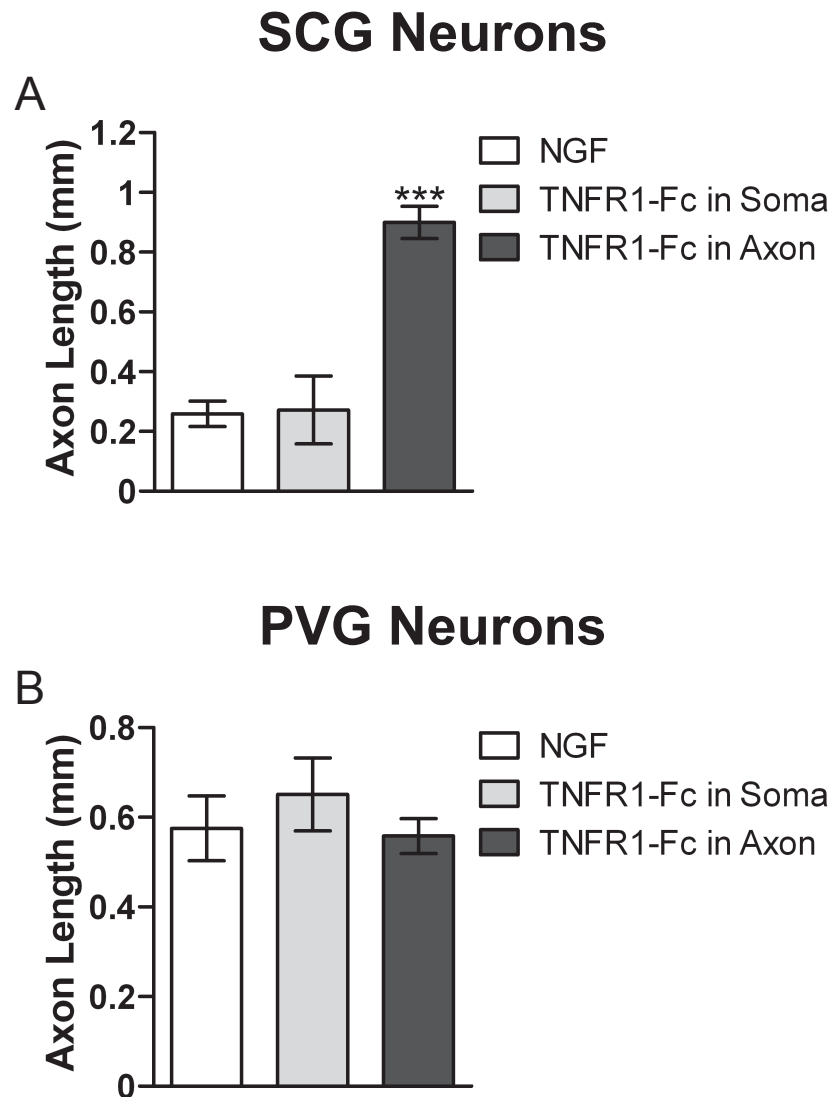 SCG Neurons
A
Axon Length (mm)
1.2
1
0.8
0.6
0.4
0.2
0
***
NGF
TNFR1-Fc in Soma
TNFR1-Fc in Axon
PVG Neurons
B
Axon Length (mm)
0.8
0.6
0.4
0.2
0
NGF
TNFR1-Fc in Soma
TNFR1-Fc in Axon